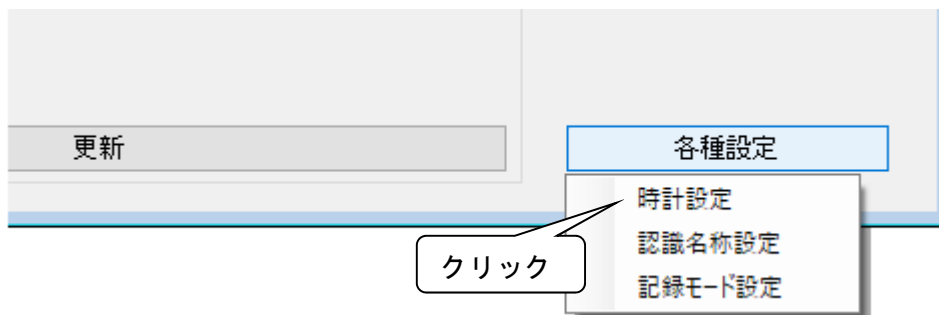 更新
各種設定
時計設定
認識名称設定
記録モード設定
クリック